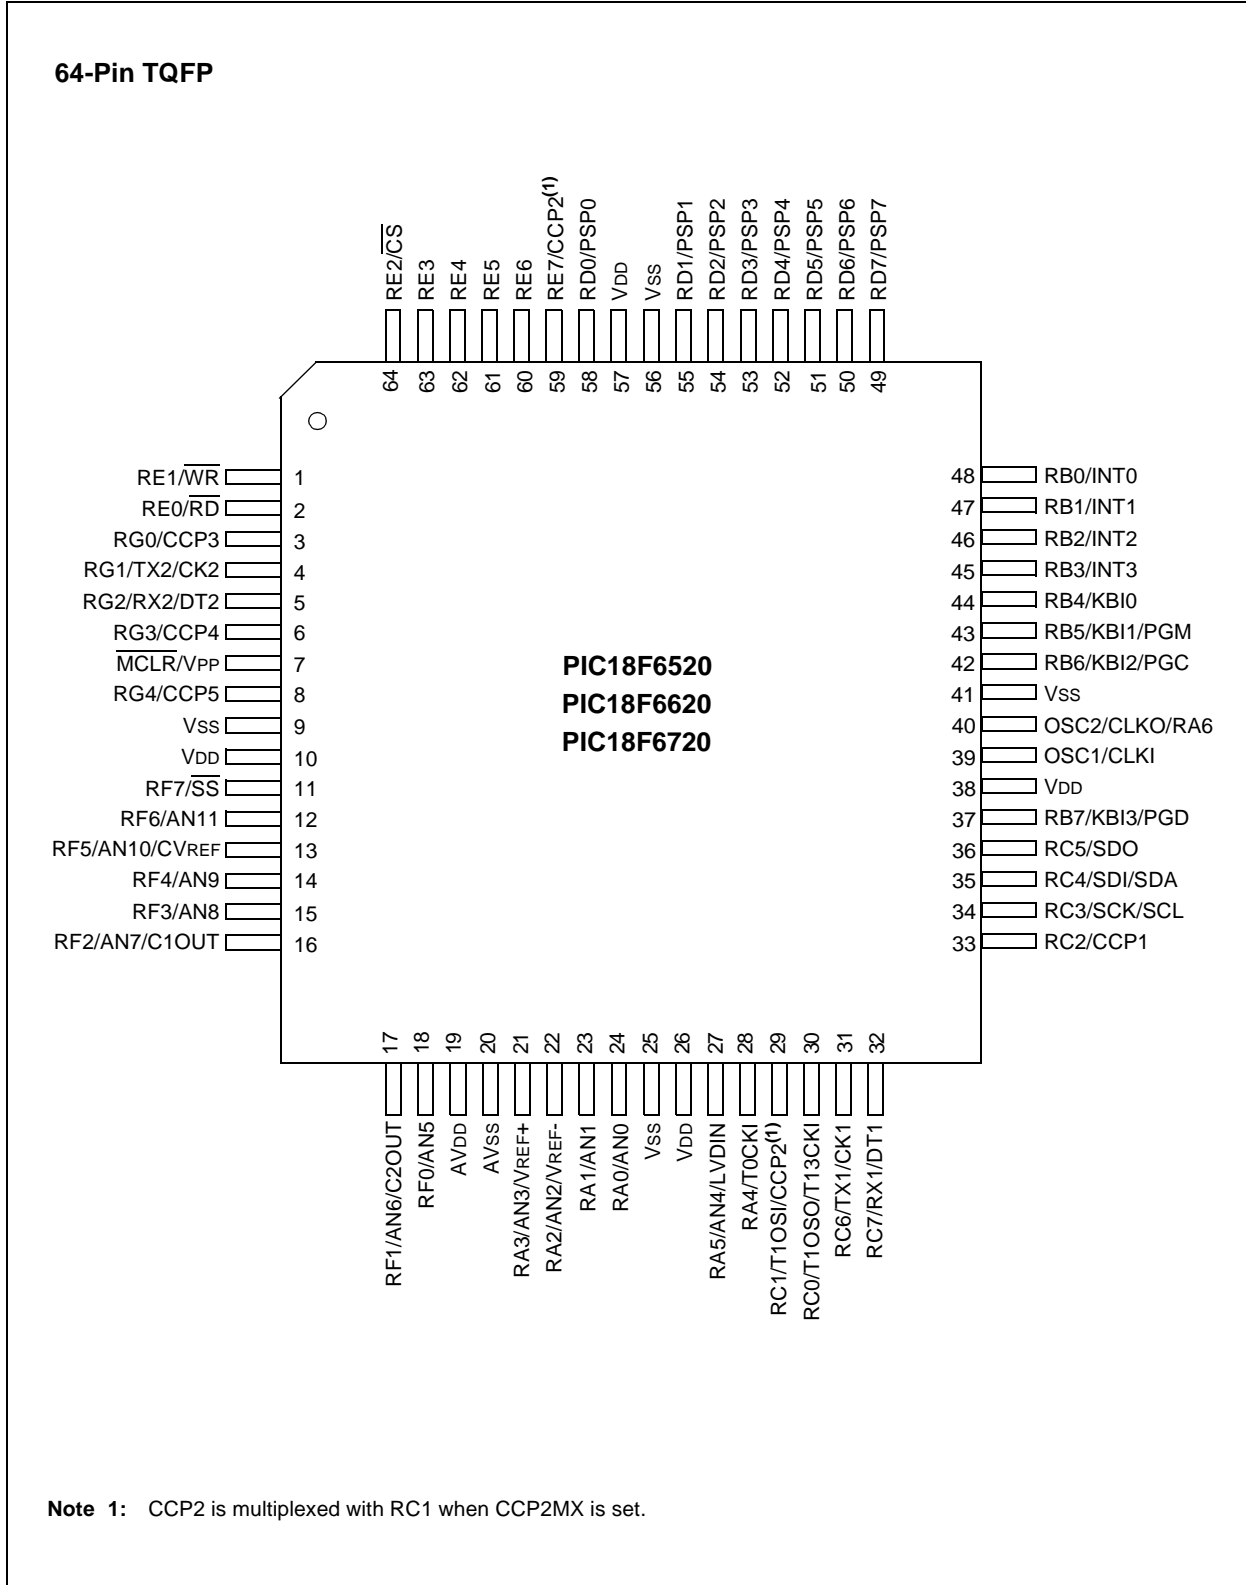 64-Pin TQFP
RE2/CS
RE3
RE4
RE5
RE6
RE7/CCP2(1)
RD0/PSP0
VDD
VSS
RD1/PSP1
RD2/PSP2
RD3/PSP3
RD4/PSP4
RD5/PSP5
RD6/PSP6
RD7/PSP7
64 63 62 61 60 59 58 57 56 55 54 53 52 51 50 49
RE1/WR 1
RE0/RD 2
RG0/CCP3 3
RG1/TX2/CK2 4
RG2/RX2/DT2 5
RG3/CCP4 6
MCLR/VPP 7
RG4/CCP5 8
VSS 9
VDD 10
RF7/SS 11
RF6/AN11 12
RF5/AN10/CVREF 13
RF4/AN9 14
RF3/AN8 15
RF2/AN7/C1OUT 16
PIC18F6520
PIC18F6620
PIC18F6720
48 RB0/INT0
47 RB1/INT1
46 RB2/INT2
45 RB3/INT3
44 RB4/KBI0
43 RB5/KBI1/PGM
42 RB6/KBI2/PGC
41 VSS
40 OSC2/CLKO/RA6
39 OSC1/CLKI
38 VDD
37 RB7/KBI3/PGD
36 RC5/SDO
35 RC4/SDI/SDA
34 RC3/SCK/SCL
33 RC2/CCP1
17 18 19 20 21 22 23 24 25 26 27 28 29 30 31 32
RF1/AN6/C2OUT
RF0/AN5
AVDD
AVSS
RA3/AN3/VREF+
RA2/AN2/VREF-
RA1/AN1
RA0/AN0
VSS
VDD
RA5/AN4/LVDIN
RA4/T0CKI
RC1/T1OSI/CCP2(1)
RC0/T1OSO/T13CKI
RC6/TX1/CK1
RC7/RX1/DT1
Note 1: CCP2 is multiplexed with RC1 when CCP2MX is set.